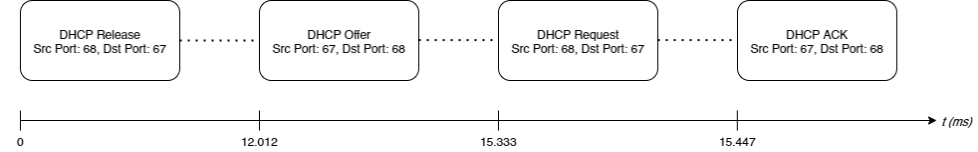 DHCP Release
Src Port: 68, Dst Port: 67
DHCP Offer
Src Port: 67, Dst Port: 68
DHCP Request
Src Port: 68, Dst Port: 67
DHCP ACK
Src Port: 67, Dst Port: 68
t (ms)
0
12.012
15.333
15.447